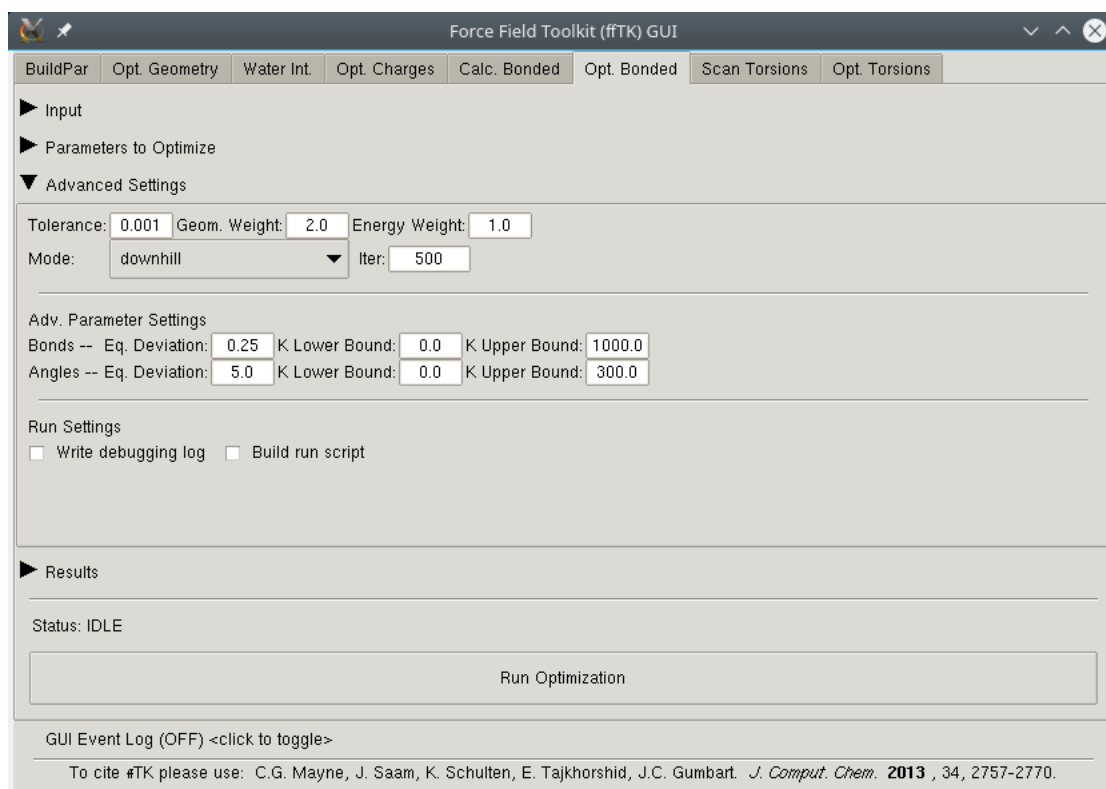 Force Field Toolkit (ffTK) GUI
BuildPar Opt. Geometry Water Int. Opt. Charges Calc. Bonded Opt. Bonded Scan Torsions Opt. Torsions
Input
Parameters to Optimize
Advanced Settings
Tolerance: 0.001 Geom. Weight: 2.0 Energy Weight: 1.0
Mode: downhill Iter: 500
Adv. Parameter Settings
Bonds -- Eq. Deviation: 0.25 K Lower Bound: 0.0 K Upper Bound: 1000.0
Angles -- Eq. Deviation: 5.0 K Lower Bound: 0.0 K Upper Bound: 300.0
Run Settings
Write debugging log Build run script
Results
Status: IDLE
Run Optimization
GUI Event Log (OFF) <click to toggle>
To cite ffTK please use: C.G. Mayne, J. Saam, K. Schulten, E. Tajkhorshid, J.C. Gumbart. J. Comput. Chem. 2013 , 34, 2757-2770.